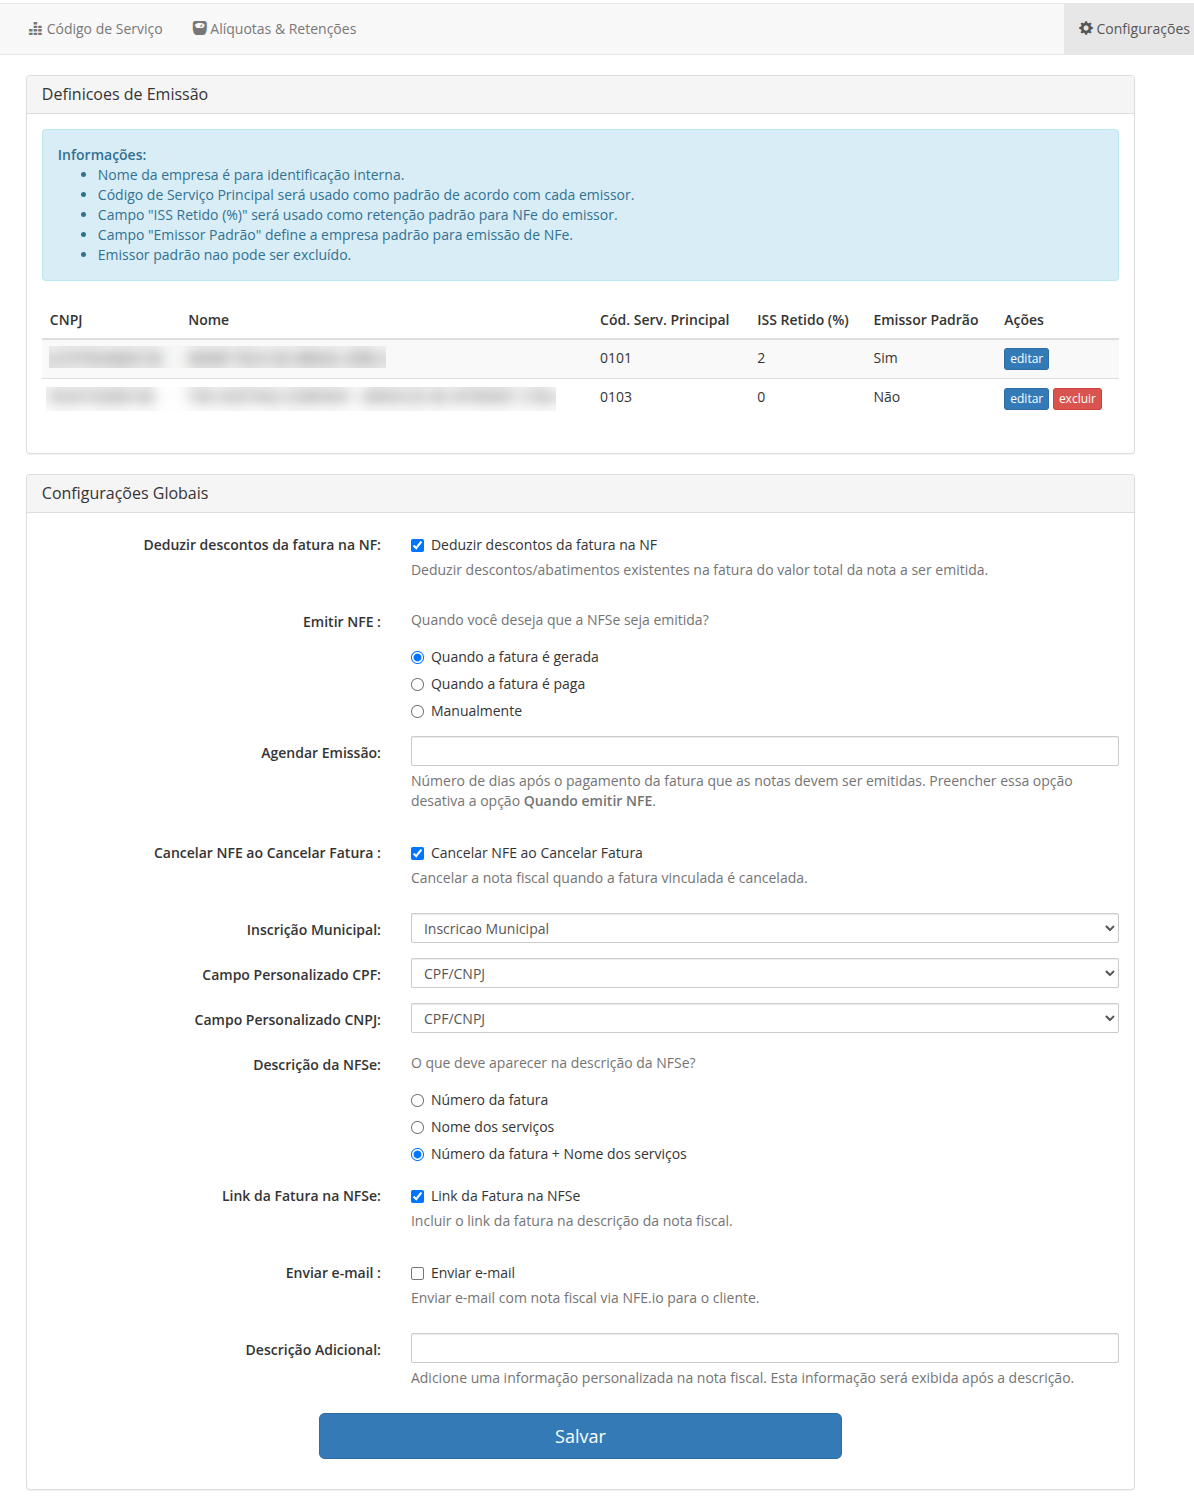 Código de Serviço Alíquotas & Retenções Configurações
Definicoes de Emissão
Informações:
Nome da empresa é para identificação interna.
Código de Serviço Principal será usado como padrão de acordo com cada emissor.
Campo "ISS Retido (%)" será usado como retenção padrão para NFe do emissor.
Campo "Emissor Padrão" define a empresa padrão para emissão de NFe.
Emissor padrão nao pode ser excluído.
CNPJ Nome Cód. Serv. Principal ISS Retido (%) Emissor Padrão Ações
0101 2 Sim editar
0103 0 Não editar excluir
Configurações Globais
Deduzir descontos da fatura na NF: Deduzir descontos da fatura na NF
Deduzir descontos/abatimentos existentes na fatura do valor total da nota a ser emitida.
Emitir NFE : Quando você deseja que a NFSe seja emitida?
Quando a fatura é gerada
Quando a fatura é paga
Manualmente
Agendar Emissão:
Número de dias após o pagamento da fatura que as notas devem ser emitidas. Preencher essa opção
desativa a opção Quando emitir NFE.
Cancelar NFE ao Cancelar Fatura : Cancelar NFE ao Cancelar Fatura
Cancelar a nota fiscal quando a fatura vinculada é cancelada.
Inscrição Municipal: Inscricao Municipal
Campo Personalizado CPF: CPF/CNPJ
Campo Personalizado CNPJ: CPF/CNPJ
Descrição da NFSe: O que deve aparecer na descrição da NFSe?
Número da fatura
Nome dos serviços
Número da fatura + Nome dos serviços
Link da Fatura na NFSe: Link da Fatura na NFSe
Incluir o link da fatura na descrição da nota fiscal.
Enviar e-mail : Enviar e-mail
Enviar e-mail com nota fiscal via NFE.io para o cliente.
Descrição Adicional:
Adicione uma informação personalizada na nota fiscal. Esta informação será exibida após a descrição.
Salvar